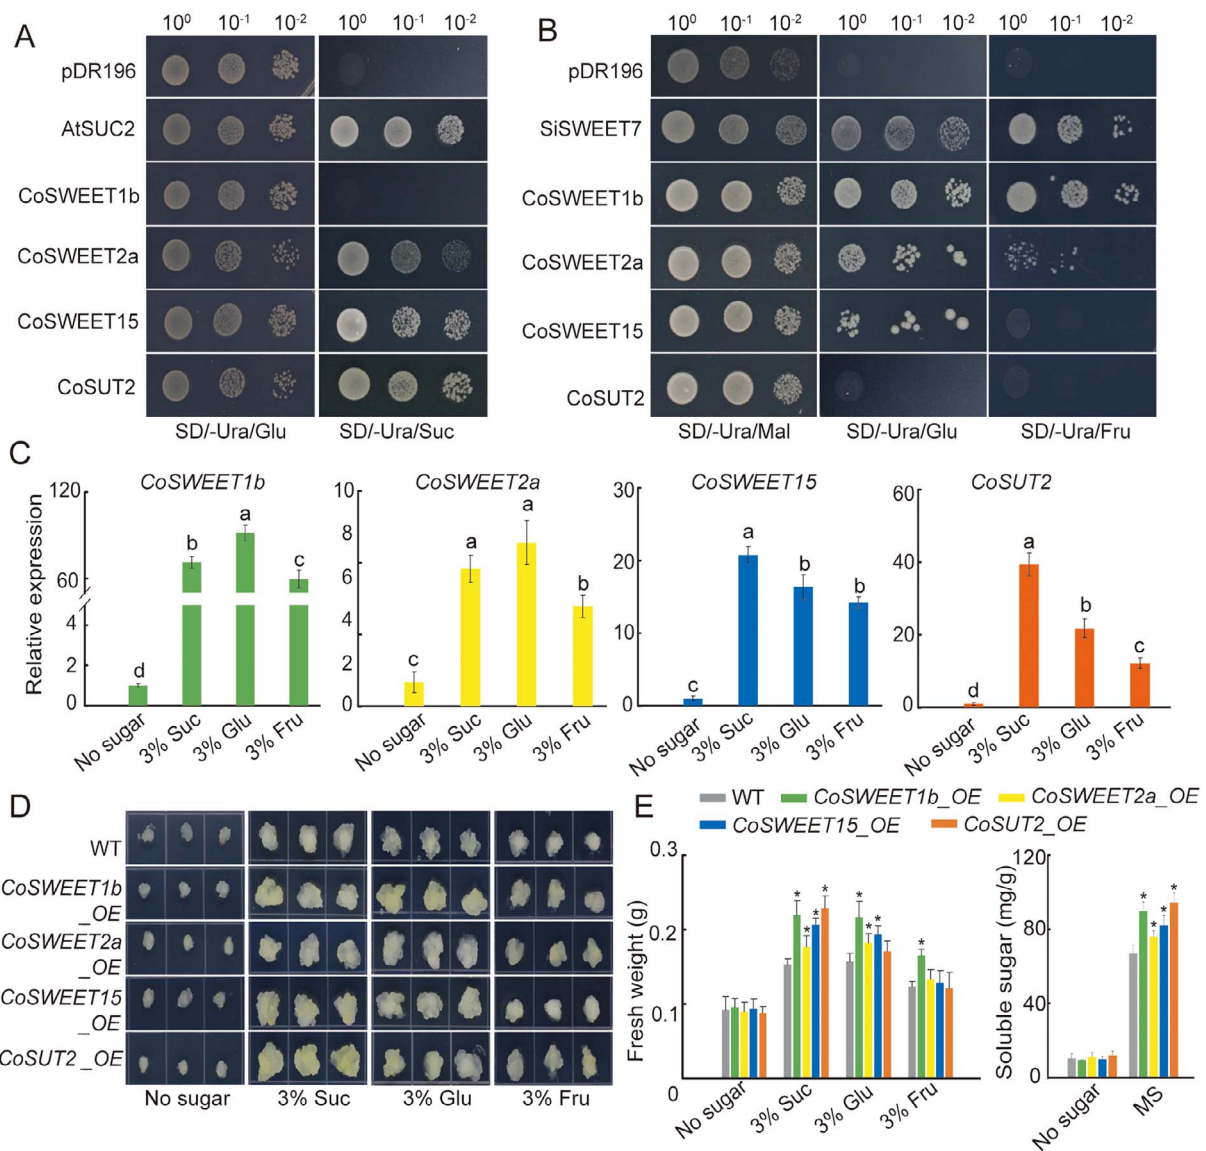 A
10⁰ 10⁻¹ 10⁻² 10⁰ 10⁻¹ 10⁻²
pDR196
AtSUC2
CoSWEET1b
CoSWEET2a
CoSWEET15
CoSUT2
SD/-Ura/Glu SD/-Ura/Suc
B
10⁰ 10⁻¹ 10⁻² 10⁰ 10⁻¹ 10⁻² 10⁰ 10⁻¹ 10⁻²
pDR196
SiSWEET7
CoSWEET1b
CoSWEET2a
CoSWEET15
CoSUT2
SD/-Ura/Mal SD/-Ura/Glu SD/-Ura/Fru
C
Relative expression
CoSWEET1b
120
60
4
2
0
d
b
a
c
No sugar
3% Suc
3% Glu
3% Fru
CoSWEET2a
10
8
6
4
2
0
c
a
a
b
No sugar
3% Suc
3% Glu
3% Fru
CoSWEET15
30
20
10
0
c
a
b
b
No sugar
3% Suc
3% Glu
3% Fru
CoSUT2
60
40
20
0
d
a
b
c
No sugar
3% Suc
3% Glu
3% Fru
D
WT
CoSWEET1b
_OE
CoSWEET2a
_OE
CoSWEET15
_OE
CoSUT2 _OE
No sugar 3% Suc 3% Glu 3% Fru
E
WT CoSWEET1b_OE CoSWEET2a_OE
CoSWEET15_OE CoSUT2_OE
Fresh weight (g)
0.3
0.2
0.1
0
* * * *
* * *
*
No sugar
3% Suc
3% Glu
3% Fru
Soluble sugar (mg/g)
120
80
40
0
* * * *
No sugar
MS